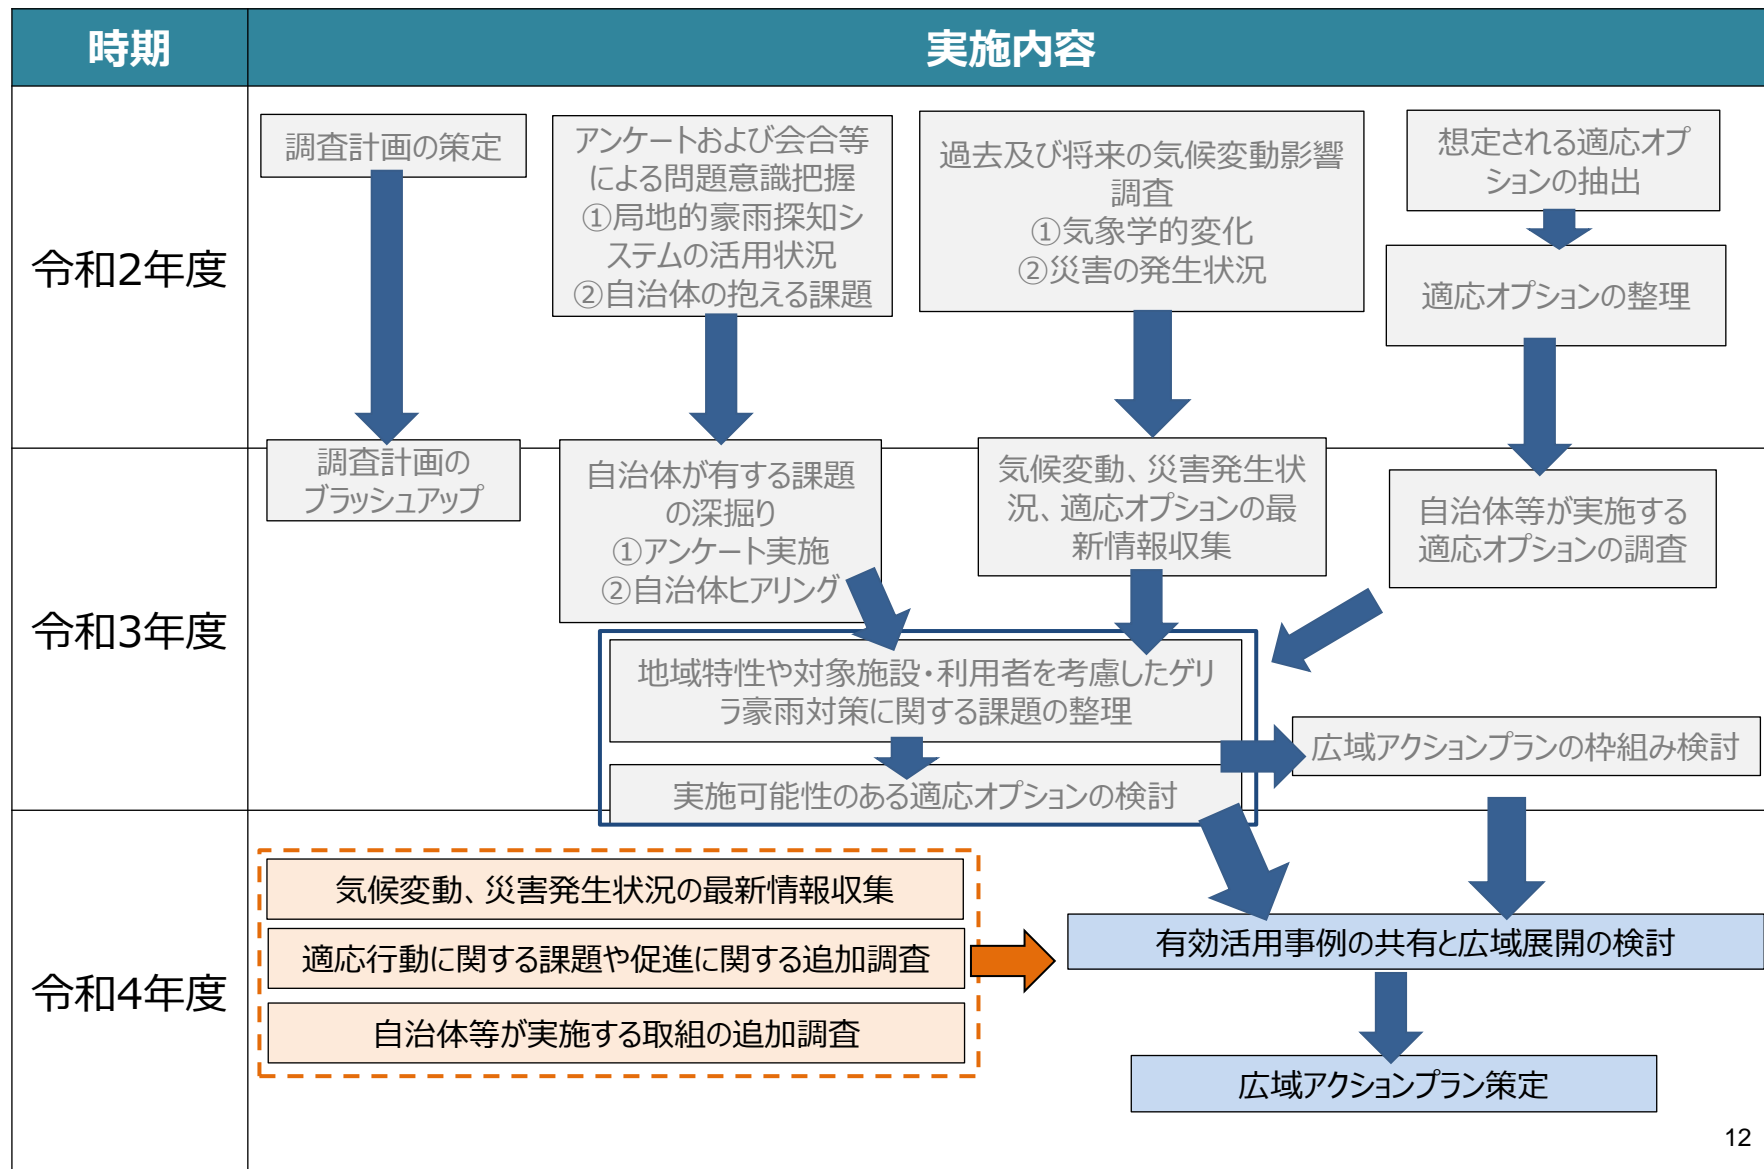 時期
実施内容
令和2年度
調査計画の策定
アンケートおよび会合等
による問題意識把握
①局地的豪雨探知シ
ステムの活用状況
②自治体の抱える課題
過去及び将来の気候変動影響
調査
①気象学的変化
②災害の発生状況
想定される適応オプ
ションの抽出
適応オプションの整理
令和3年度
調査計画の
ブラッシュアップ
自治体が有する課題
の深掘り
①アンケート実施
②自治体ヒアリング
気候変動、災害発生状
況、適応オプションの最
新情報収集
自治体等が実施する
適応オプションの調査
地域特性や対象施設・利用者を考慮したゲリ
ラ豪雨対策に関する課題の整理
実施可能性のある適応オプションの検討
広域アクションプランの枠組み検討
令和4年度
気候変動、災害発生状況の最新情報収集
適応行動に関する課題や促進に関する追加調査
自治体等が実施する取組の追加調査
有効活用事例の共有と広域展開の検討
広域アクションプラン策定
12